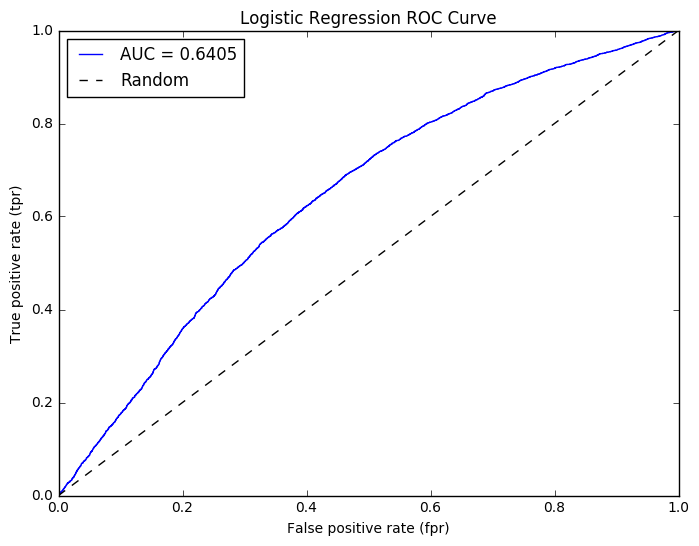 Logistic Regression ROC Curve
AUC = 0.6405
Random
1.0
0.8
0.6
0.4
0.2
0.0
True positive rate (tpr)
0.0 0.2 0.4 0.6 0.8 1.0
False positive rate (fpr)